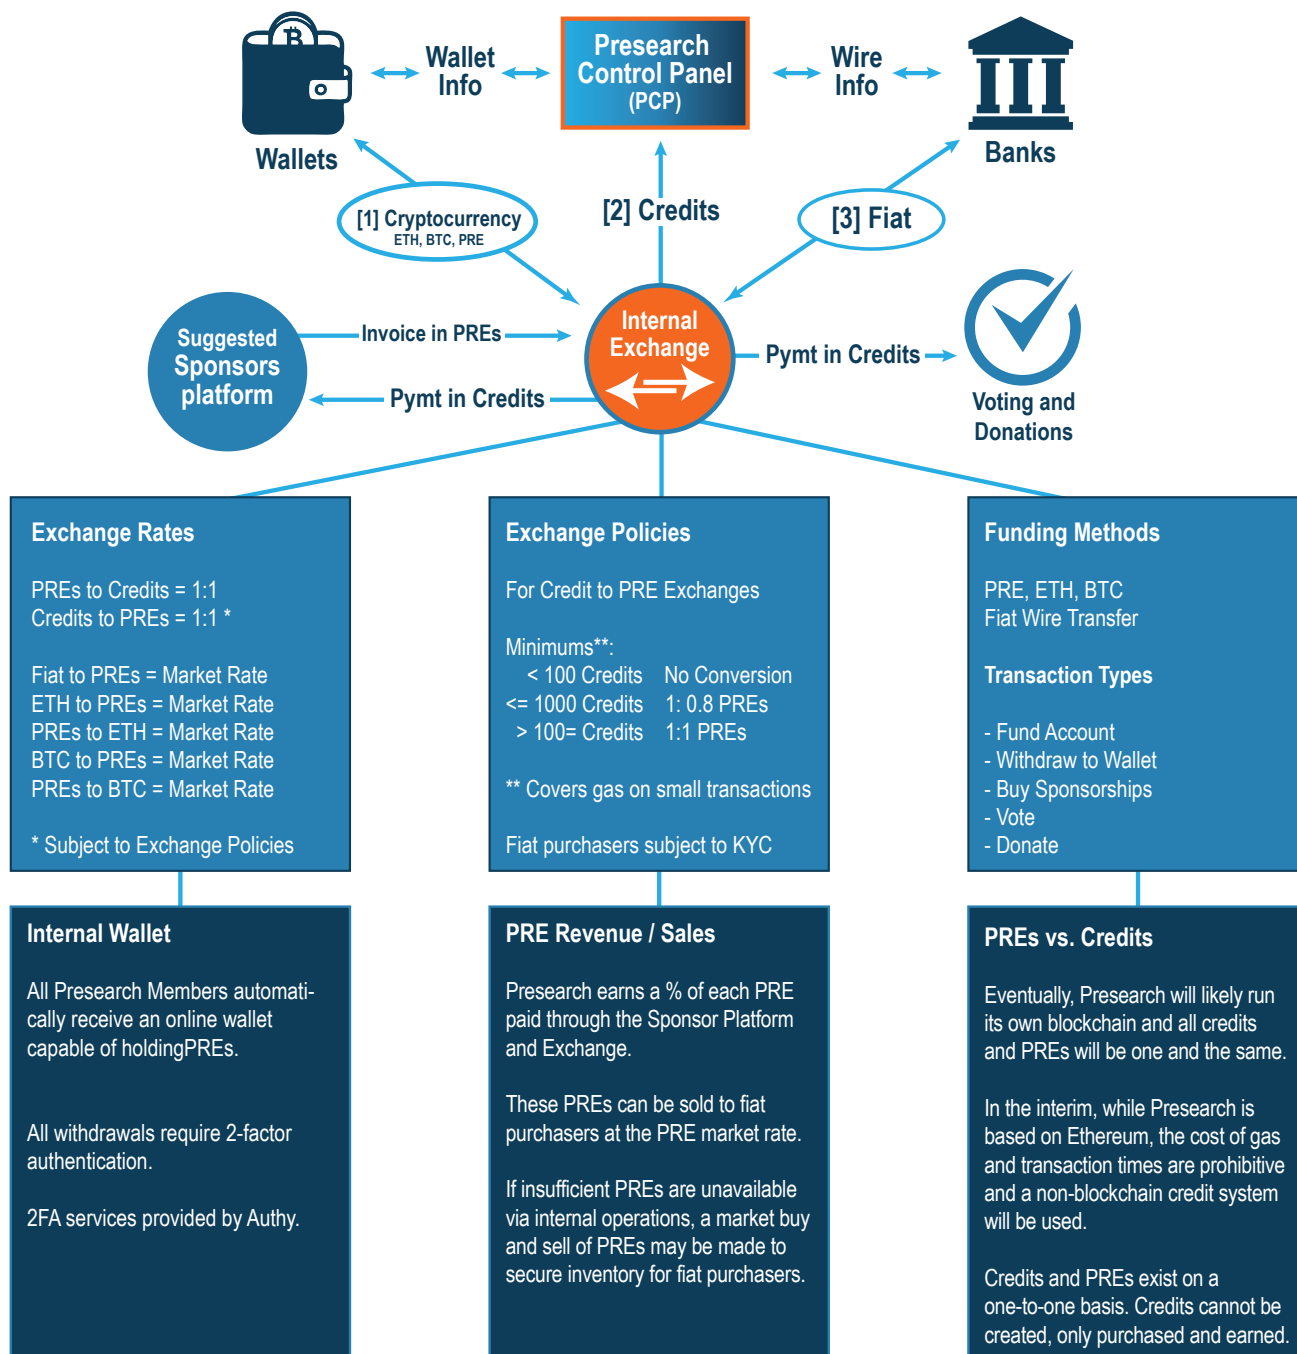 B
Wallet
Info
Presearch
Control Panel
(PCP)
Wire
Info
Wallets
Banks
[1] Cryptocurrency
ETH, BTC, PRE
[2] Credits
[3] Fiat
Suggested
Sponsors
platform
Invoice in PREs
Pymt in Credits
Internal
Exchange
Pymt in Credits
Voting and
Donations
Exchange Rates
PREs to Credits = 1:1
Credits to PREs = 1:1 *
Fiat to PREs = Market Rate
ETH to PREs = Market Rate
PREs to ETH = Market Rate
BTC to PREs = Market Rate
PREs to BTC = Market Rate
* Subject to Exchange Policies
Exchange Policies
For Credit to PRE Exchanges
Minimums**:
< 100 Credits No Conversion
<= 1000 Credits 1: 0.8 PREs
> 100= Credits 1:1 PREs
** Covers gas on small transactions
Fiat purchasers subject to KYC
Funding Methods
PRE, ETH, BTC
Fiat Wire Transfer
Transaction Types
- Fund Account
- Withdraw to Wallet
- Buy Sponsorships
- Vote
- Donate
Internal Wallet
All Presearch Members automati-
cally receive an online wallet
capable of holdingPREs.
All withdrawals require 2-factor
authentication.
2FA services provided by Authy.
PRE Revenue / Sales
Presearch earns a % of each PRE
paid through the Sponsor Platform
and Exchange.
These PREs can be sold to fiat
purchasers at the PRE market rate.
If insufficient PREs are unavailable
via internal operations, a market buy
and sell of PREs may be made to
secure inventory for fiat purchasers.
PREs vs. Credits
Eventually, Presearch will likely run
its own blockchain and all credits
and PREs will be one and the same.
In the interim, while Presearch is
based on Ethereum, the cost of gas
and transaction times are prohibitive
and a non-blockchain credit system
will be used.
Credits and PREs exist on a
one-to-one basis. Credits cannot be
created, only purchased and earned.